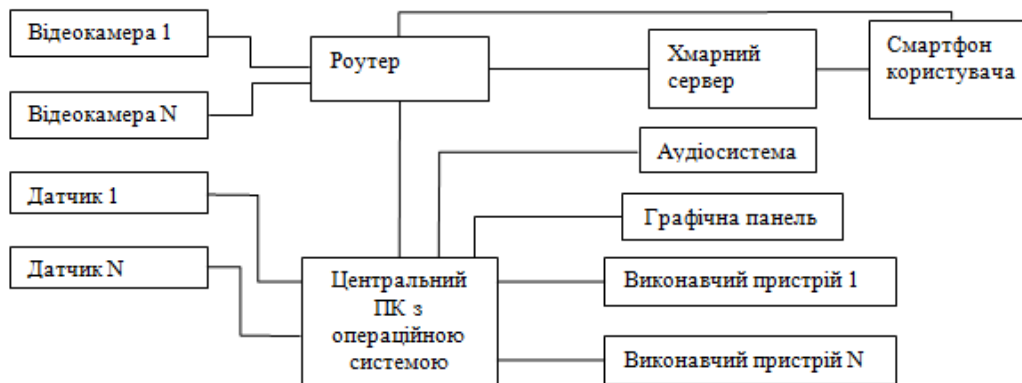 Відеокамера 1
Роутер
Хмарний
сервер
Смартфон
користувача
Відеокамера N
Аудіосистема
Датчик 1
Графічна панель
Датчик N
Центральний
ПК з
операційною
системою
Виконавчий пристрій 1
Виконавчий пристрій N